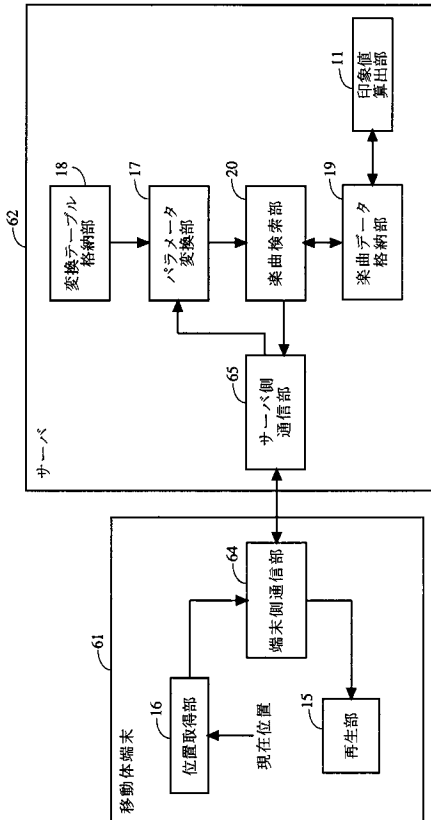 移動体端末
61
16
位置取得部
現在位置
64
端末側通信部
15
再生部
サーバ
62
65
サーバ側
通信部
18
変換テーブル
格納部
17
パラメータ
変換部
20
楽曲検索部
19
楽曲データ
格納部
11
印象値
算出部